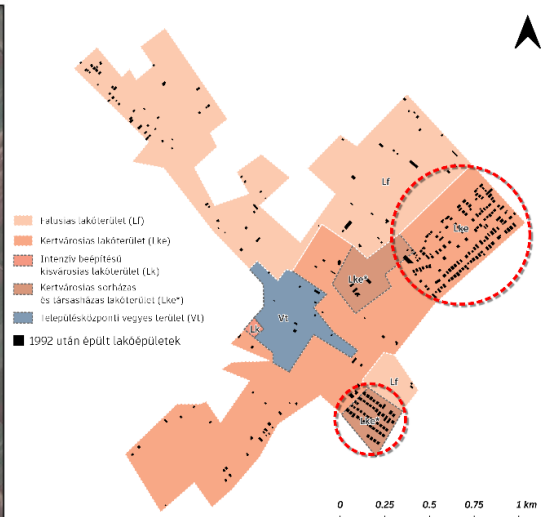 Lf
Lke
Lke*
Vt
Lk
Lf
Lke*
Falusias lakóterület (Lf)
Kertvárosias lakóterület (Lke)
Intenzív beépítésű
kisvárosias lakóterület (Lk)
Kertvárosias sorházas
és társasházas lakóterület (Lke*)
Településközponti vegyes terület (Vt)
1992 után épült lakóépületek
0 0.25 0.5 0.75 1 km